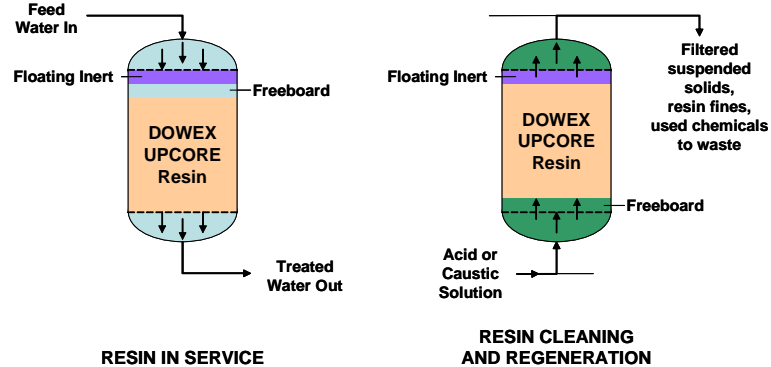 Feed
Water In
Floating Inert
Freeboard
DOWEX
UPCORE
Resin
Treated
Water Out
RESIN IN SERVICE
Floating Inert
Filtered
suspended
solids,
resin fines,
used chemicals
to waste
DOWEX
UPCORE
Resin
Freeboard
Acid or
Caustic
Solution
RESIN CLEANING
AND REGENERATION